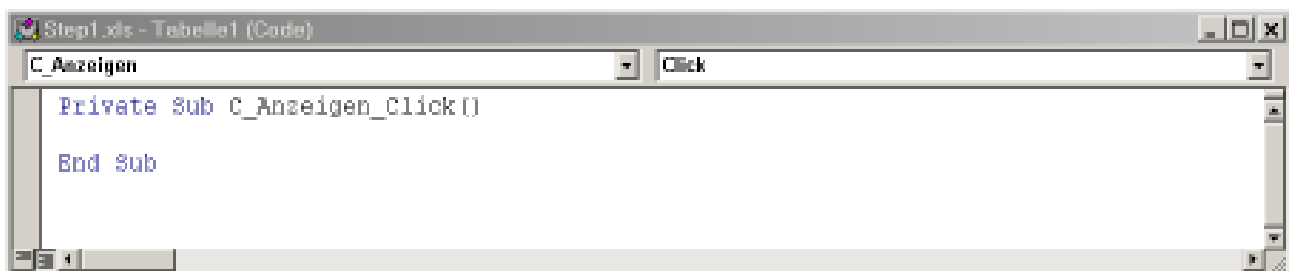 Step1.xls - Tabelle1 (Code)
C_Anzeigen
Click
Private Sub C_Anzeigen_Click()
End Sub